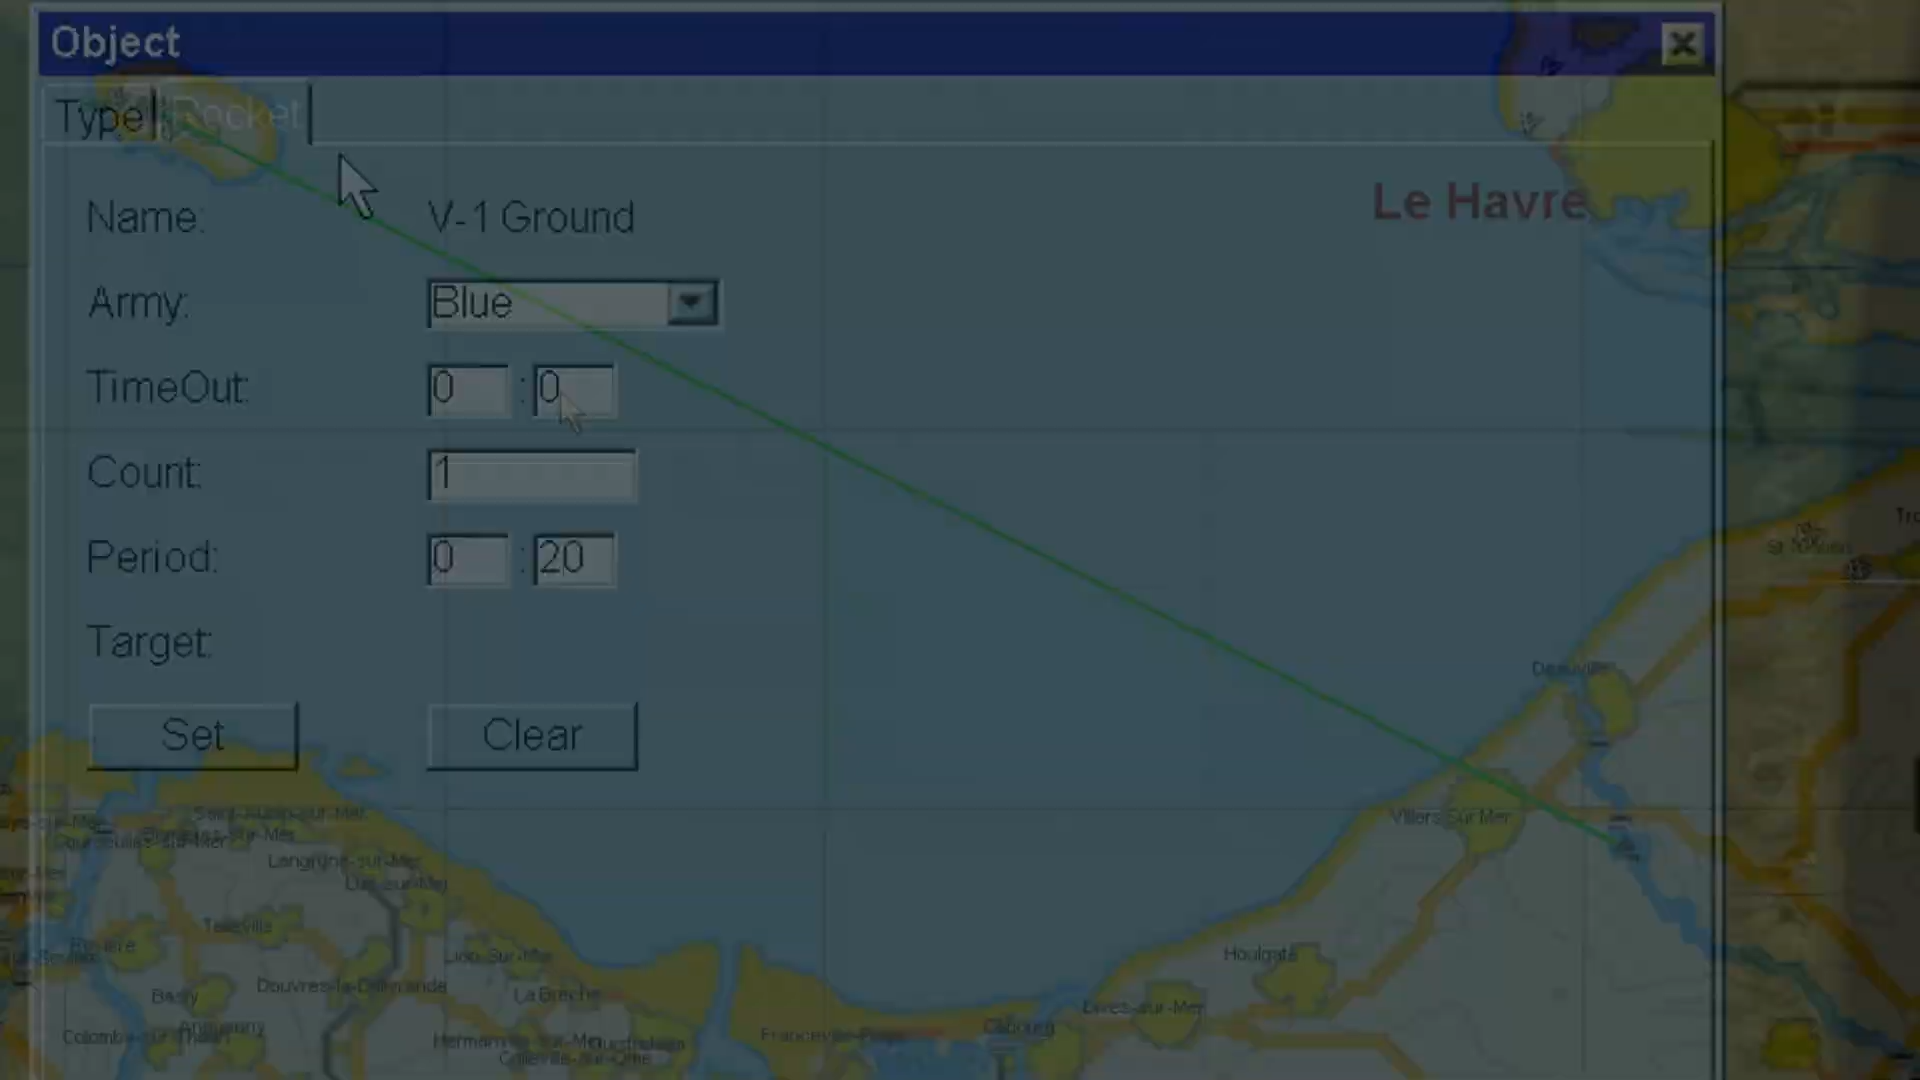 Object
Type Rocket
Le Havre
Name: V-1 Ground
Army: Blue
TimeOut: 0 : 0
Count: 1
Period: 0 : 20
Target:
Set Clear
Villers Sur Mer
Langrune-sur-Mer
Luc-sur-Mer
Lion-Sur-Mer
Houlgate
Douvres-la-Delivrande
La Breche
Basly
Dives-sur-Mer
Cabourg